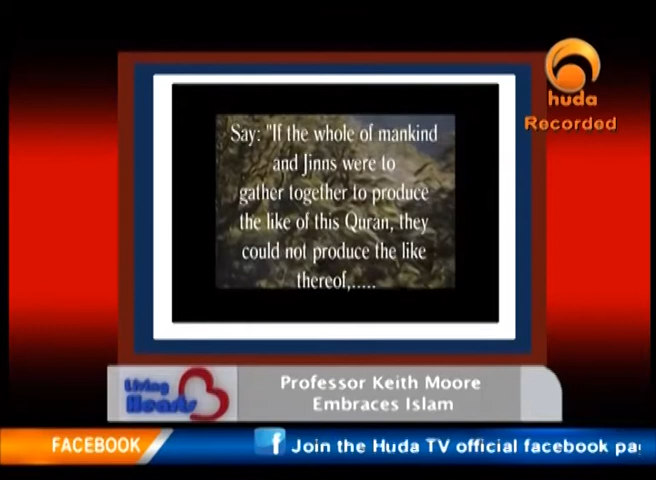 huda
Recorded
Say: "If the whole of mankind
and Jinns were to
gather together to produce
the like of this Quran, they
could not produce the like
thereof,.....
Living
Hearts
Professor Keith Moore
Embraces Islam
FACEBOOK
f Join the Huda TV official facebook pag